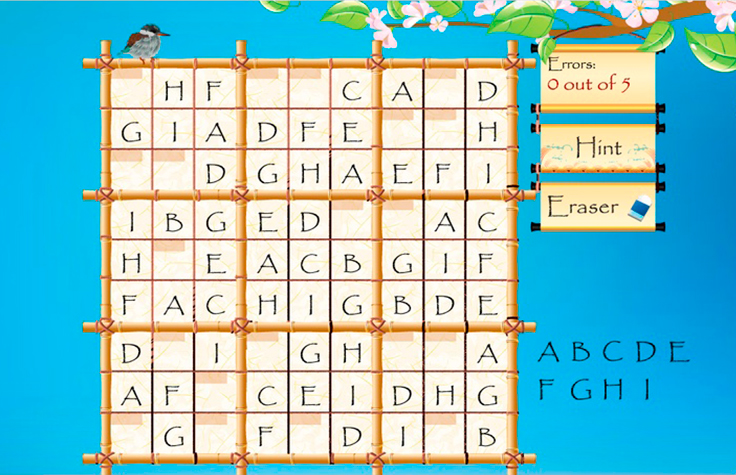 H F C A D
G I A D F E H
D G H A E F I
I B G E D A C
H E A C B G I F
F A C H I G B D E
D I G H A
A F C E I D H G
G F D I B
Errors:
0 out of 5
Hint
Eraser
A B C D E
F G H I